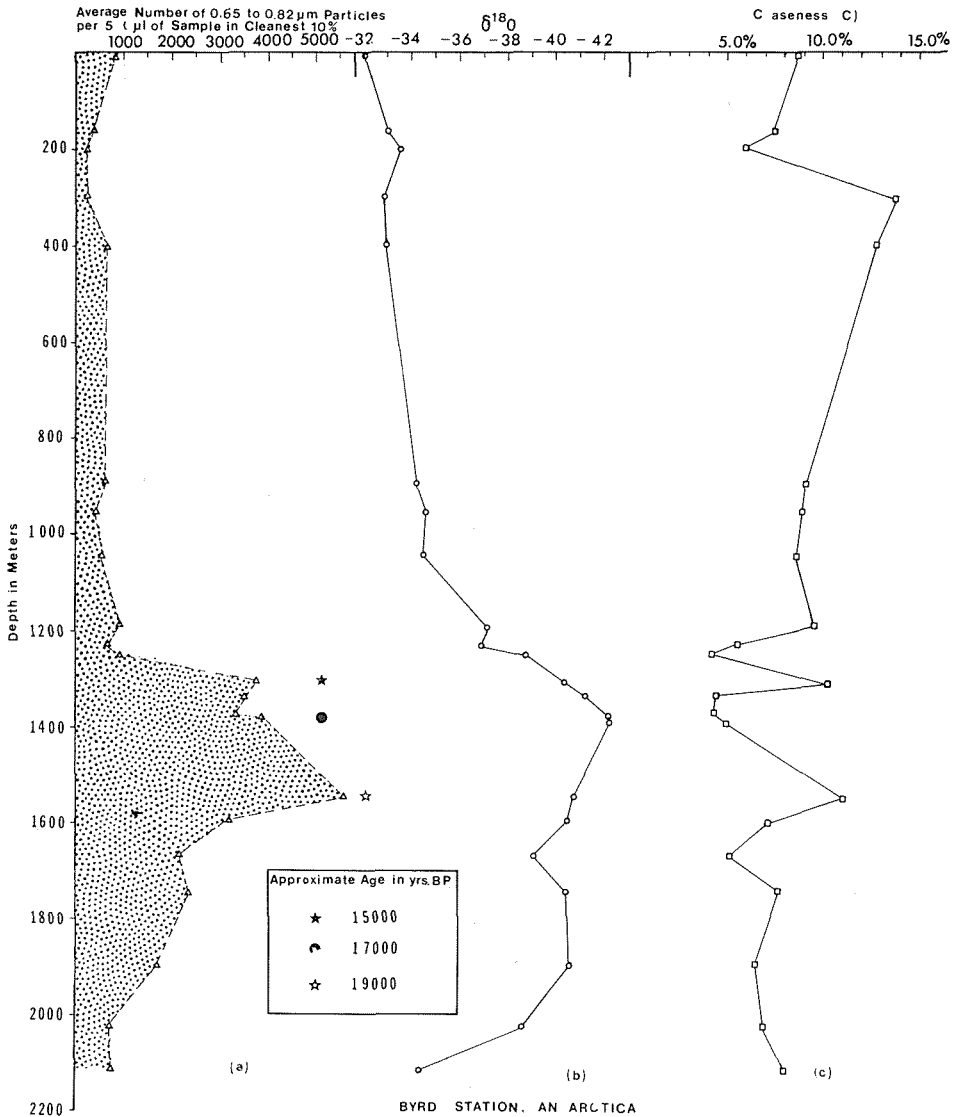 Average Number of 0.65 to 0.82 µm Particles
per 5 ( µl of Sample in Cleanest 10%
1000 2000 3000 4000 5000
δ18O
-32 -34 -36 -38 -40 -42
C aseness C)
5.0% 10.0% 15.0%
Depth in Meters
200
400
600
800
1000
1200
1400
1600
1800
2000
2200
Approximate Age in yrs. BP
15000
17000
19000
(a)
(b)
(c)
BYRD STATION, AN ARCTICA